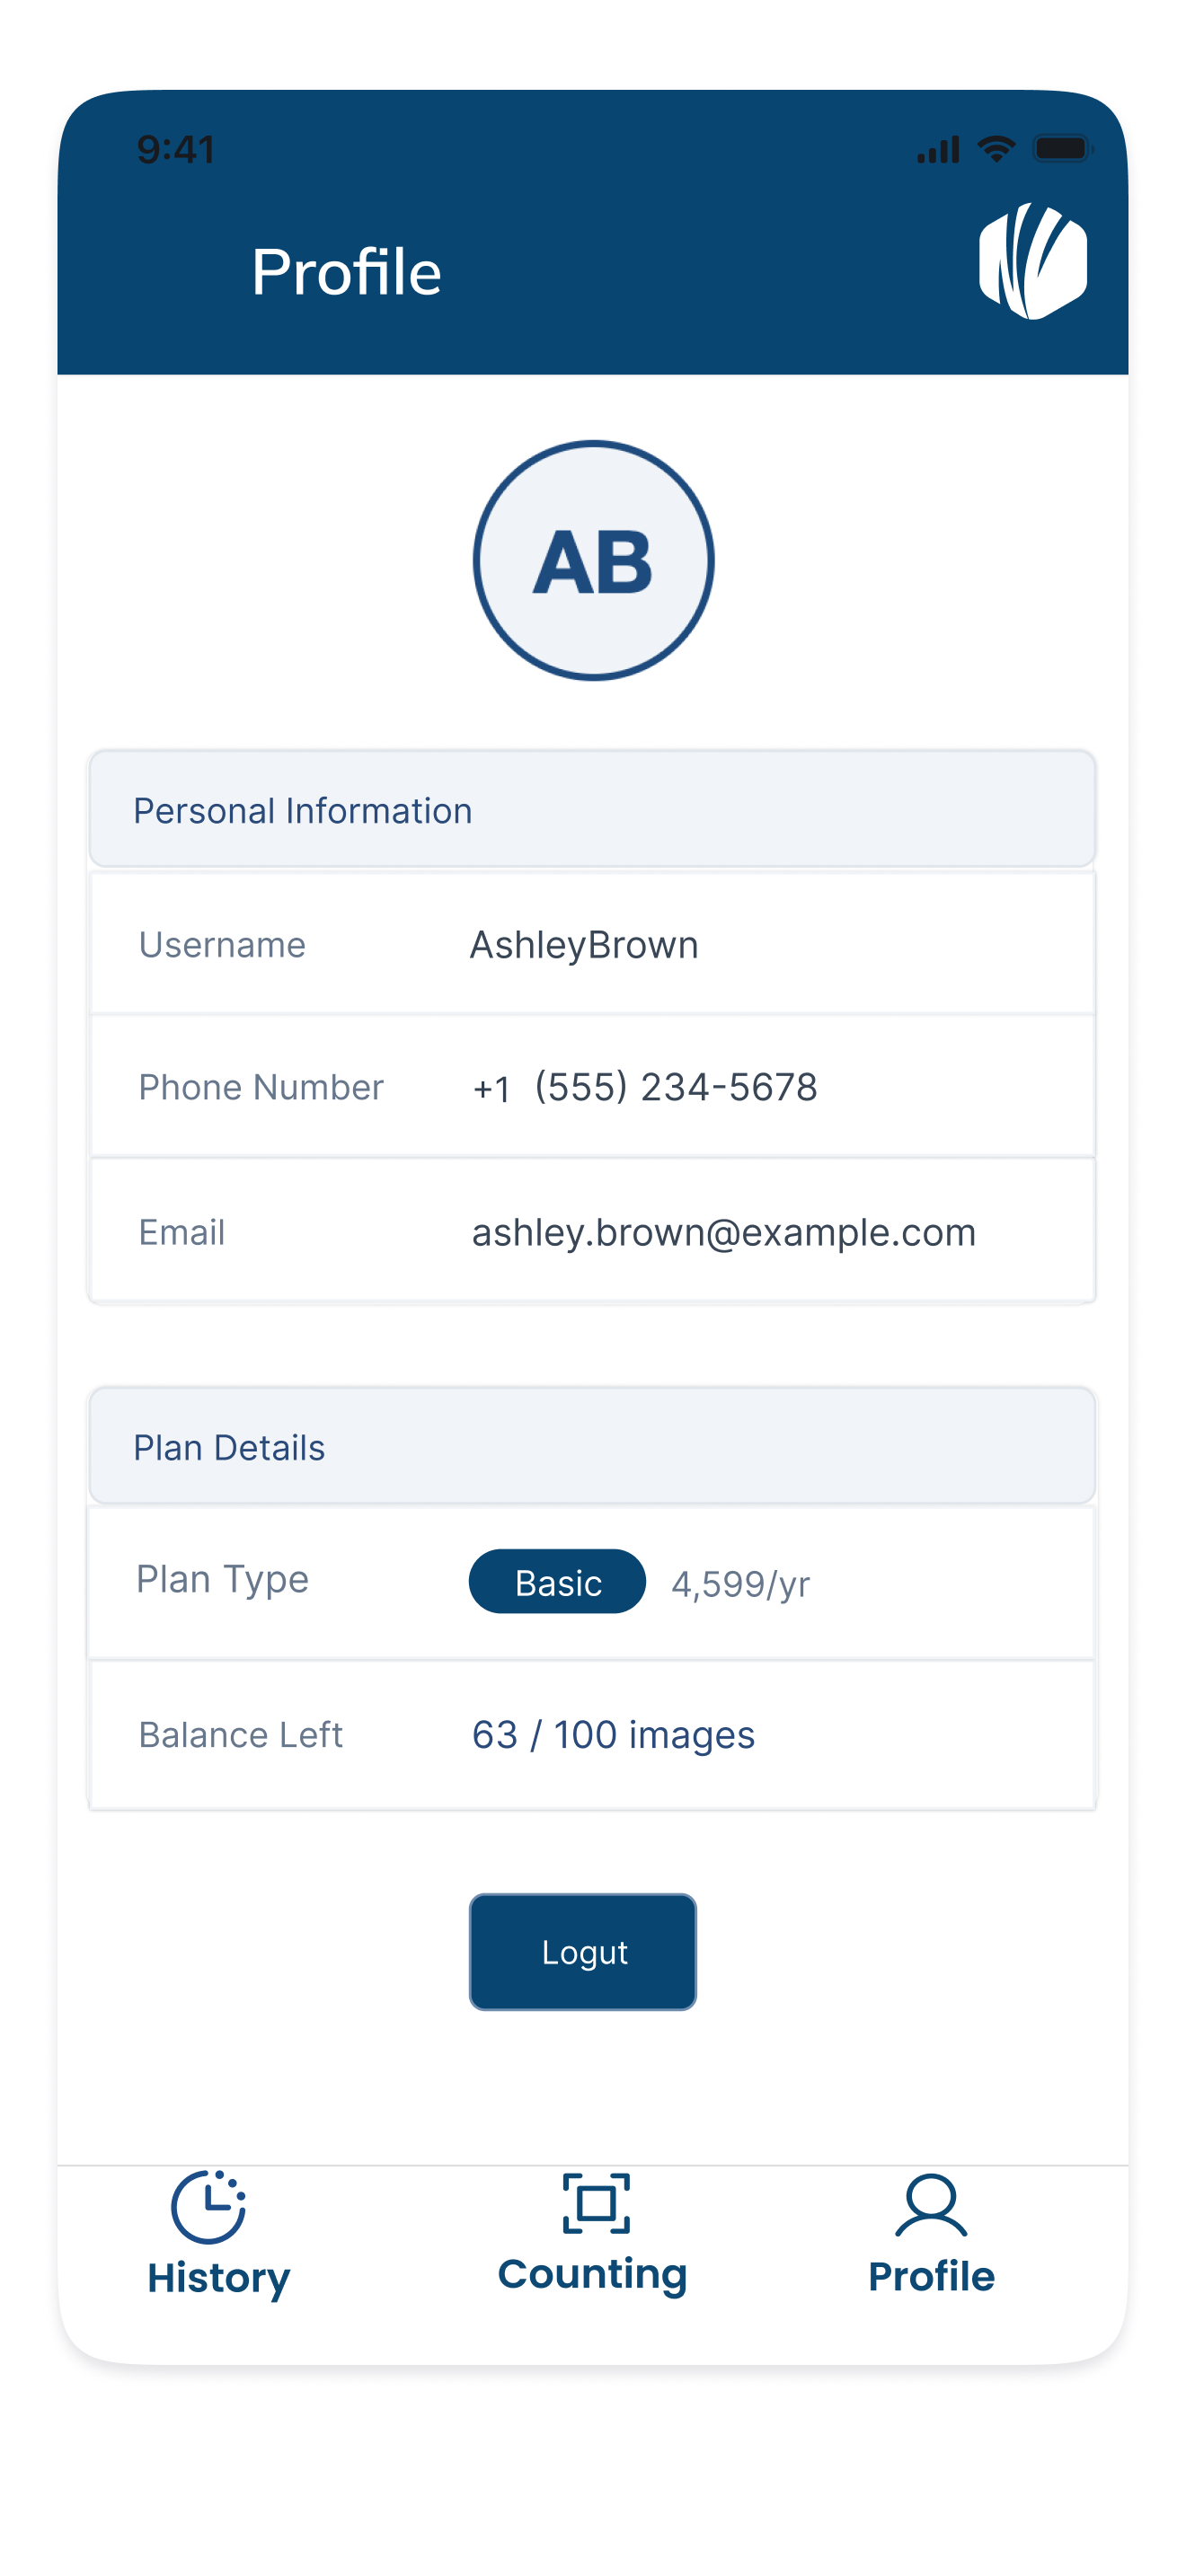 9:41
Profile
AB
Personal Information
Username AshleyBrown
Phone Number +1 (555) 234-5678
Email ashley.brown@example.com
Plan Details
Plan Type Basic 4,599/yr
Balance Left 63 / 100 images
Logut
History Counting Profile